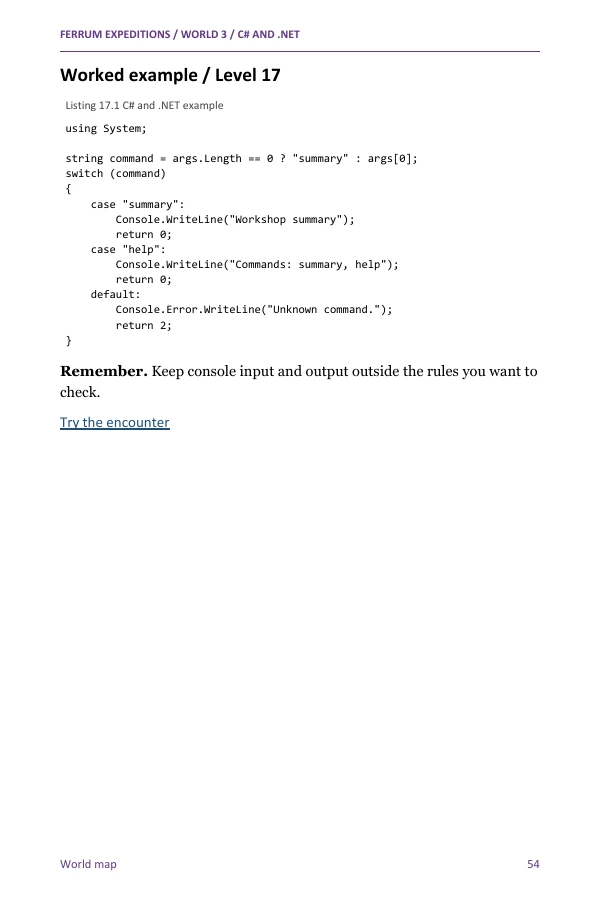 FERRUM EXPEDITIONS / WORLD 3 / C# AND .NET
Worked example / Level 17
Listing 17.1 C# and .NET example
using System;
string command = args.Length == 0 ? "summary" : args[0];
switch (command)
{
    case "summary":
        Console.WriteLine("Workshop summary");
        return 0;
    case "help":
        Console.WriteLine("Commands: summary, help");
        return 0;
    default:
        Console.Error.WriteLine("Unknown command.");
        return 2;
}
Remember. Keep console input and output outside the rules you want to
check.
Try the encounter
World map 54